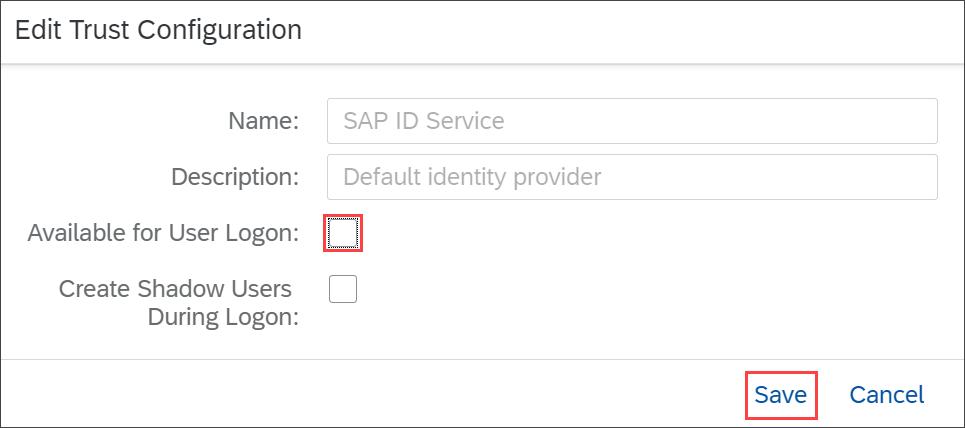 Edit Trust Configuration
Name: SAP ID Service
Description: Default identity provider
Available for User Logon:
Create Shadow Users
During Logon:
Save Cancel